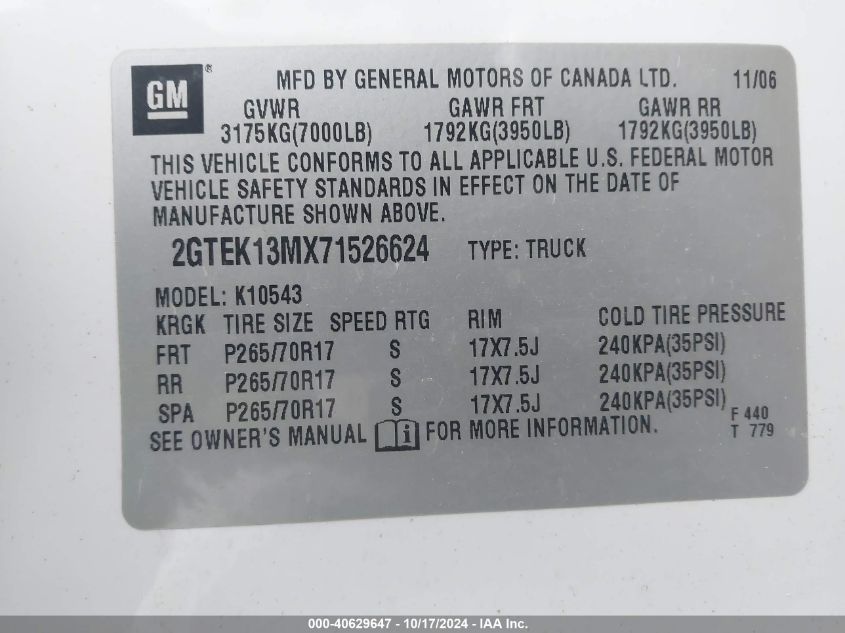 GM ®
MFD BY GENERAL MOTORS OF CANADA LTD. 11/06
GVWR GAWR FRT GAWR RR
3175KG(7000LB) 1792KG(3950LB) 1792KG(3950LB)
THIS VEHICLE CONFORMS TO ALL APPLICABLE U.S. FEDERAL MOTOR
VEHICLE SAFETY STANDARDS IN EFFECT ON THE DATE OF
MANUFACTURE SHOWN ABOVE.
2GTEK13MX71526624 TYPE: TRUCK
MODEL: K10543
KRGK TIRE SIZE SPEED RTG RIM COLD TIRE PRESSURE
FRT P265/70R17 S 17X7.5J 240KPA(35PSI)
RR P265/70R17 S 17X7.5J 240KPA(35PSI)
SPA P265/70R17 S 17X7.5J 240KPA(35PSI)
F 440
SEE OWNER'S MANUAL i FOR MORE INFORMATION. T 779
000-40629647 - 10/17/2024 - IAA Inc.